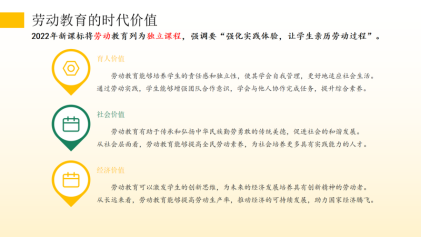 劳动教育的时代价值
2022年新课标将劳动教育列为独立课程，强调要“强化实践体验，让学生亲历劳动过程”。
育人价值
劳动教育能够培养学生的责任感和独立性，使其学会自我管理，更好地适应社会生活。
通过劳动实践，学生能够增强团队合作意识，学会与他人协作完成任务，提升综合素养。
社会价值
劳动教育有助于传承和弘扬中华民族勤劳勇敢的传统美德，促进社会的和谐发展。
从社会层面看，劳动教育能够提高全民劳动素养，为社会培养更多具有实践能力的人才。
经济价值
劳动教育可以激发学生的创新思维，为未来的经济发展培养具有创新精神的劳动者。
从长远来看，劳动教育能够提高劳动生产率，推动经济的可持续发展，助力国家经济腾飞。